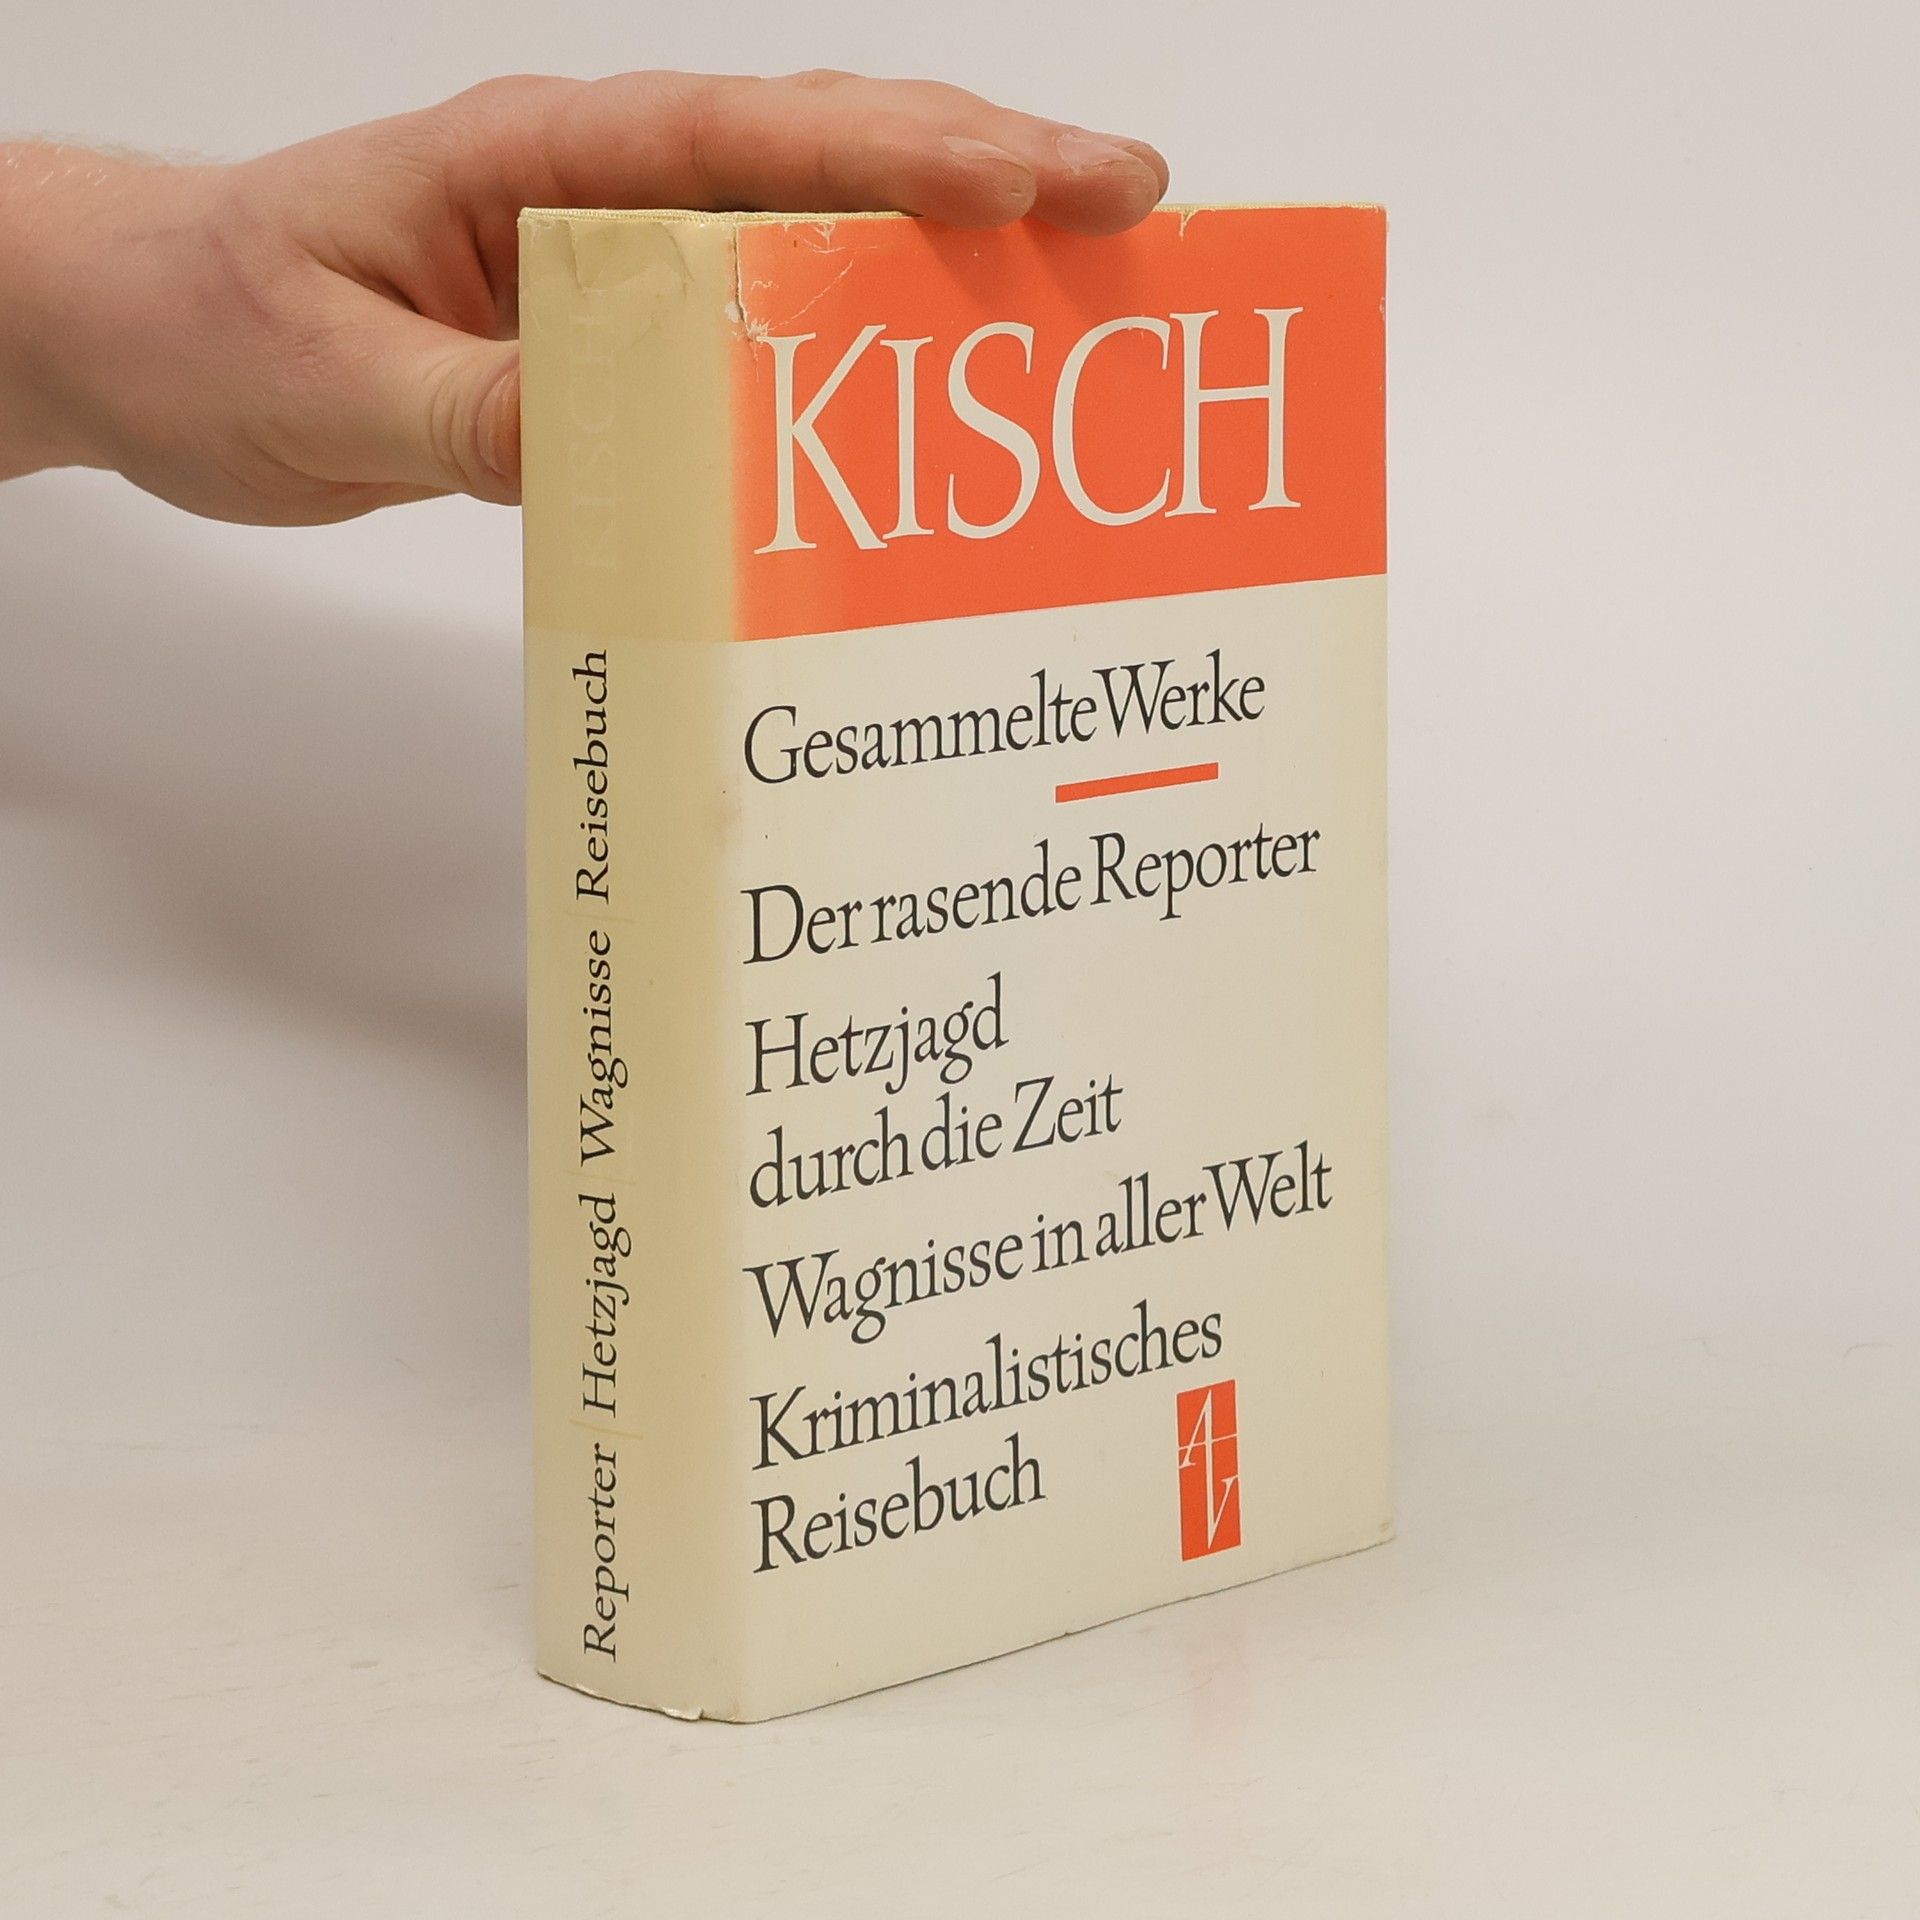 KISCH
Gesammelte Werke
Der rasende Reporter
Hetzjagd
durch die Zeit
Wagnisse in aller Welt
Kriminalistisches
Reisebuch
AV
KISCH
Reporter | Hetzjagd | Wagnisse | Reisebuch